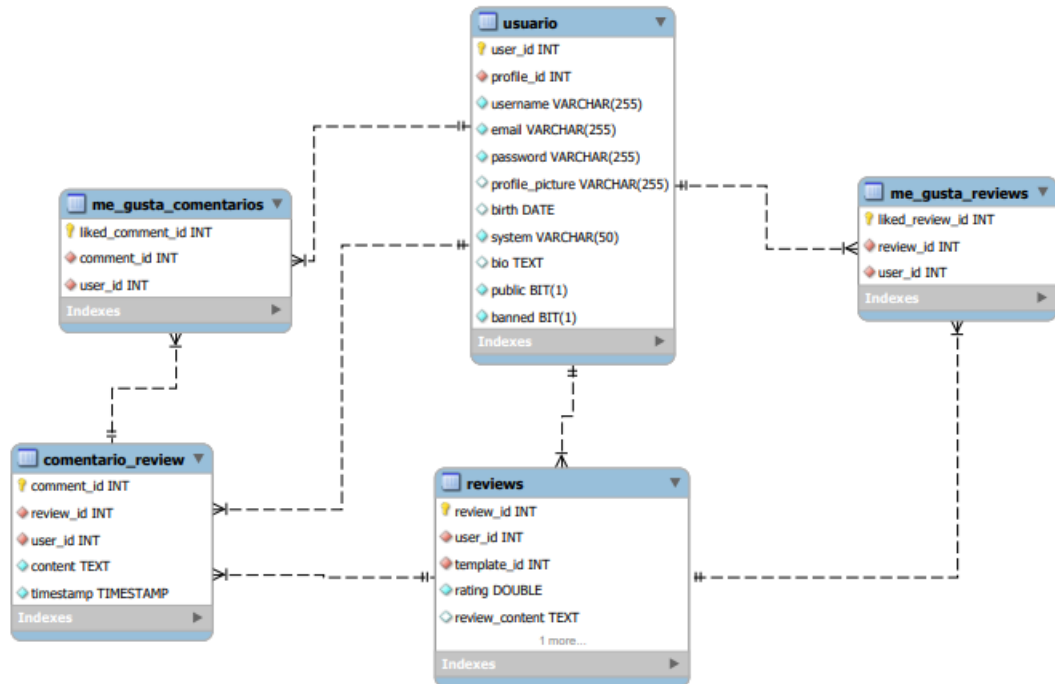 usuario
user_id INT
profile_id INT
username VARCHAR(255)
email VARCHAR(255)
password VARCHAR(255)
profile_picture VARCHAR(255)
birth DATE
system VARCHAR(50)
bio TEXT
public BIT(1)
banned BIT(1)
Indexes
me_gusta_comentarios
liked_comment_id INT
comment_id INT
user_id INT
Indexes
me_gusta_reviews
liked_review_id INT
review_id INT
user_id INT
Indexes
comentario_review
comment_id INT
review_id INT
user_id INT
content TEXT
timestamp TIMESTAMP
Indexes
reviews
review_id INT
user_id INT
template_id INT
rating DOUBLE
review_content TEXT
1 more...
Indexes